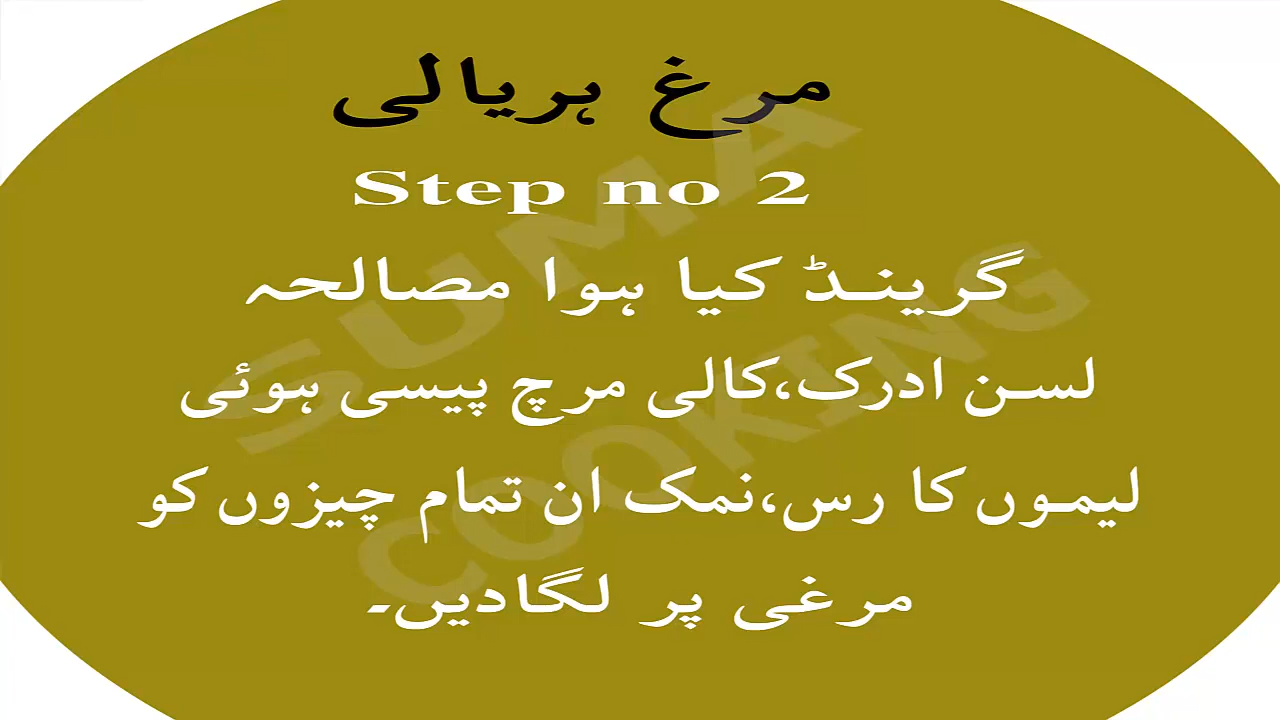 مرغ ہریالی
Step no 2
گرینڈ کیا ہوا مصالحہ
لسن ادرک،کالی مرچ پیسی ہوئی
لیموں کا رس،نمک ان تمام چیزوں کو
مرغی پر لگادیں۔
SUMA
COOKING